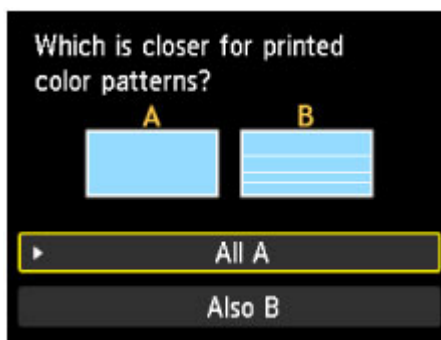 Which is closer for printed
color patterns?
A B
All A
Also B